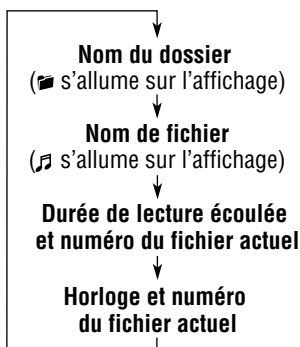 Nom du dossier
( s’allume sur l’affichage)
Nom de fichier
( s’allume sur l’affichage)
Durée de lecture écoulée
et numéro du fichier actuel
Horloge et numéro
du fichier actuel